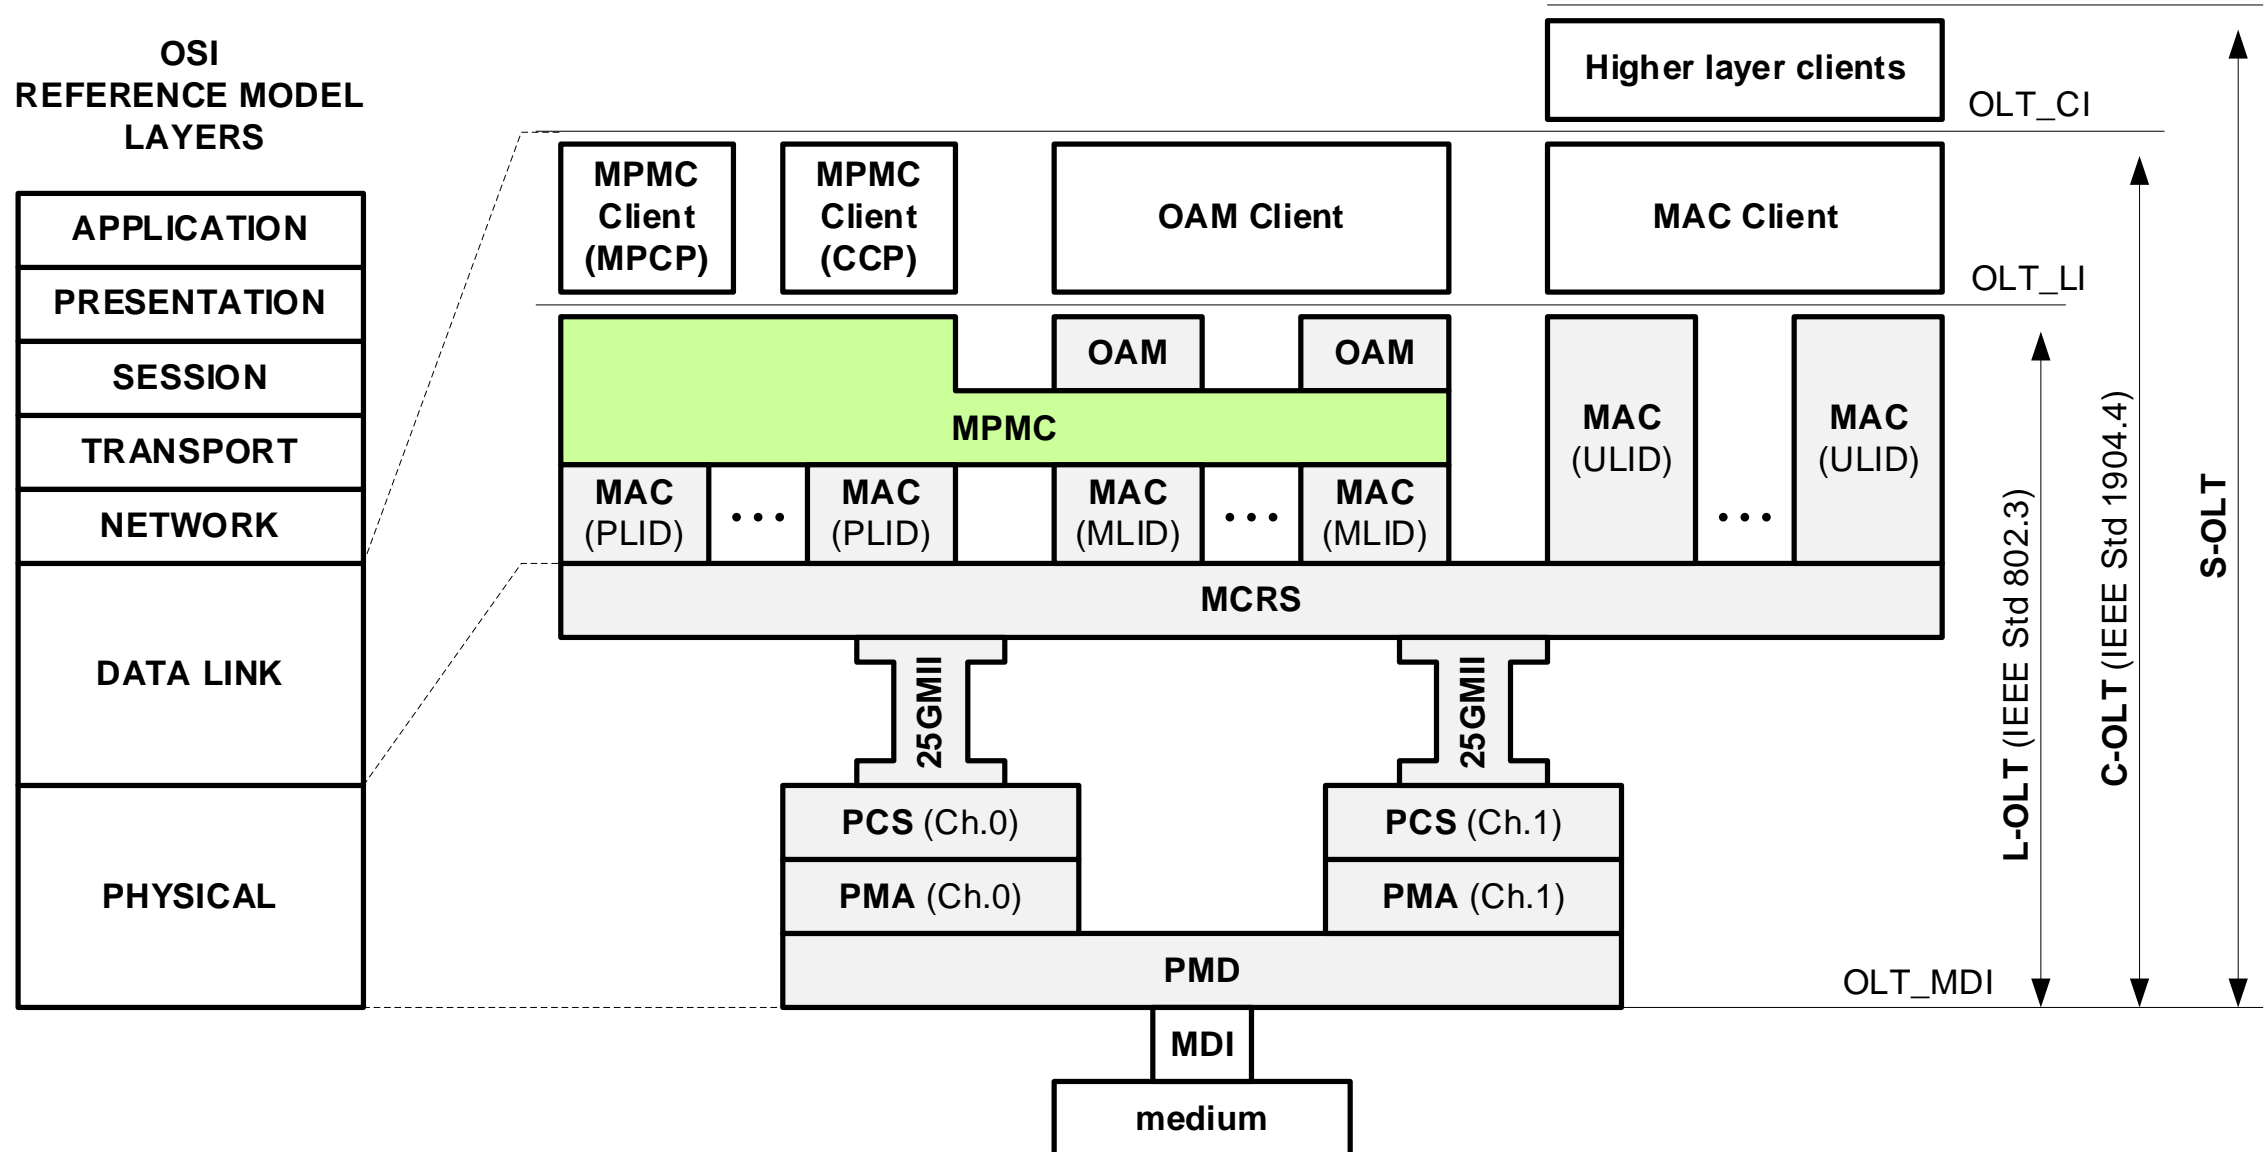 OSI
REFERENCE MODEL
LAYERS
APPLICATION
PRESENTATION
SESSION
TRANSPORT
NETWORK
DATA LINK
PHYSICAL
Higher layer clients
OLT_CI
MPMC
Client
(MPCP)
MPMC
Client
(CCP)
OAM Client
MAC Client
OLT_LI
OAM
OAM
MPMC
MAC
(ULID)
MAC
(ULID)
MAC
(PLID)
...
MAC
(PLID)
MAC
(MLID)
...
MAC
(MLID)
...
MCRS
25GMII
25GMII
PCS (Ch.0)
PCS (Ch.1)
PMA (Ch.0)
PMA (Ch.1)
PMD
OLT_MDI
MDI
medium
L-OLT (IEEE Std 802.3)
C-OLT (IEEE Std 1904.4)
S-OLT